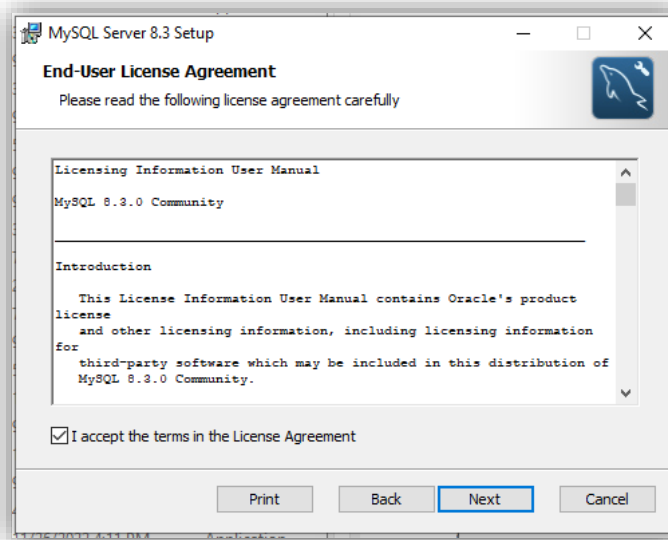 MySQL Server 8.3 Setup
End-User License Agreement
Please read the following license agreement carefully
Licensing Information User Manual
MySQL 8.3.0 Community
Introduction
This License Information User Manual contains Oracle's product
license
and other licensing information, including licensing information
for
third-party software which may be included in this distribution of
MySQL 8.3.0 Community.
I accept the terms in the License Agreement
Print Back Next Cancel